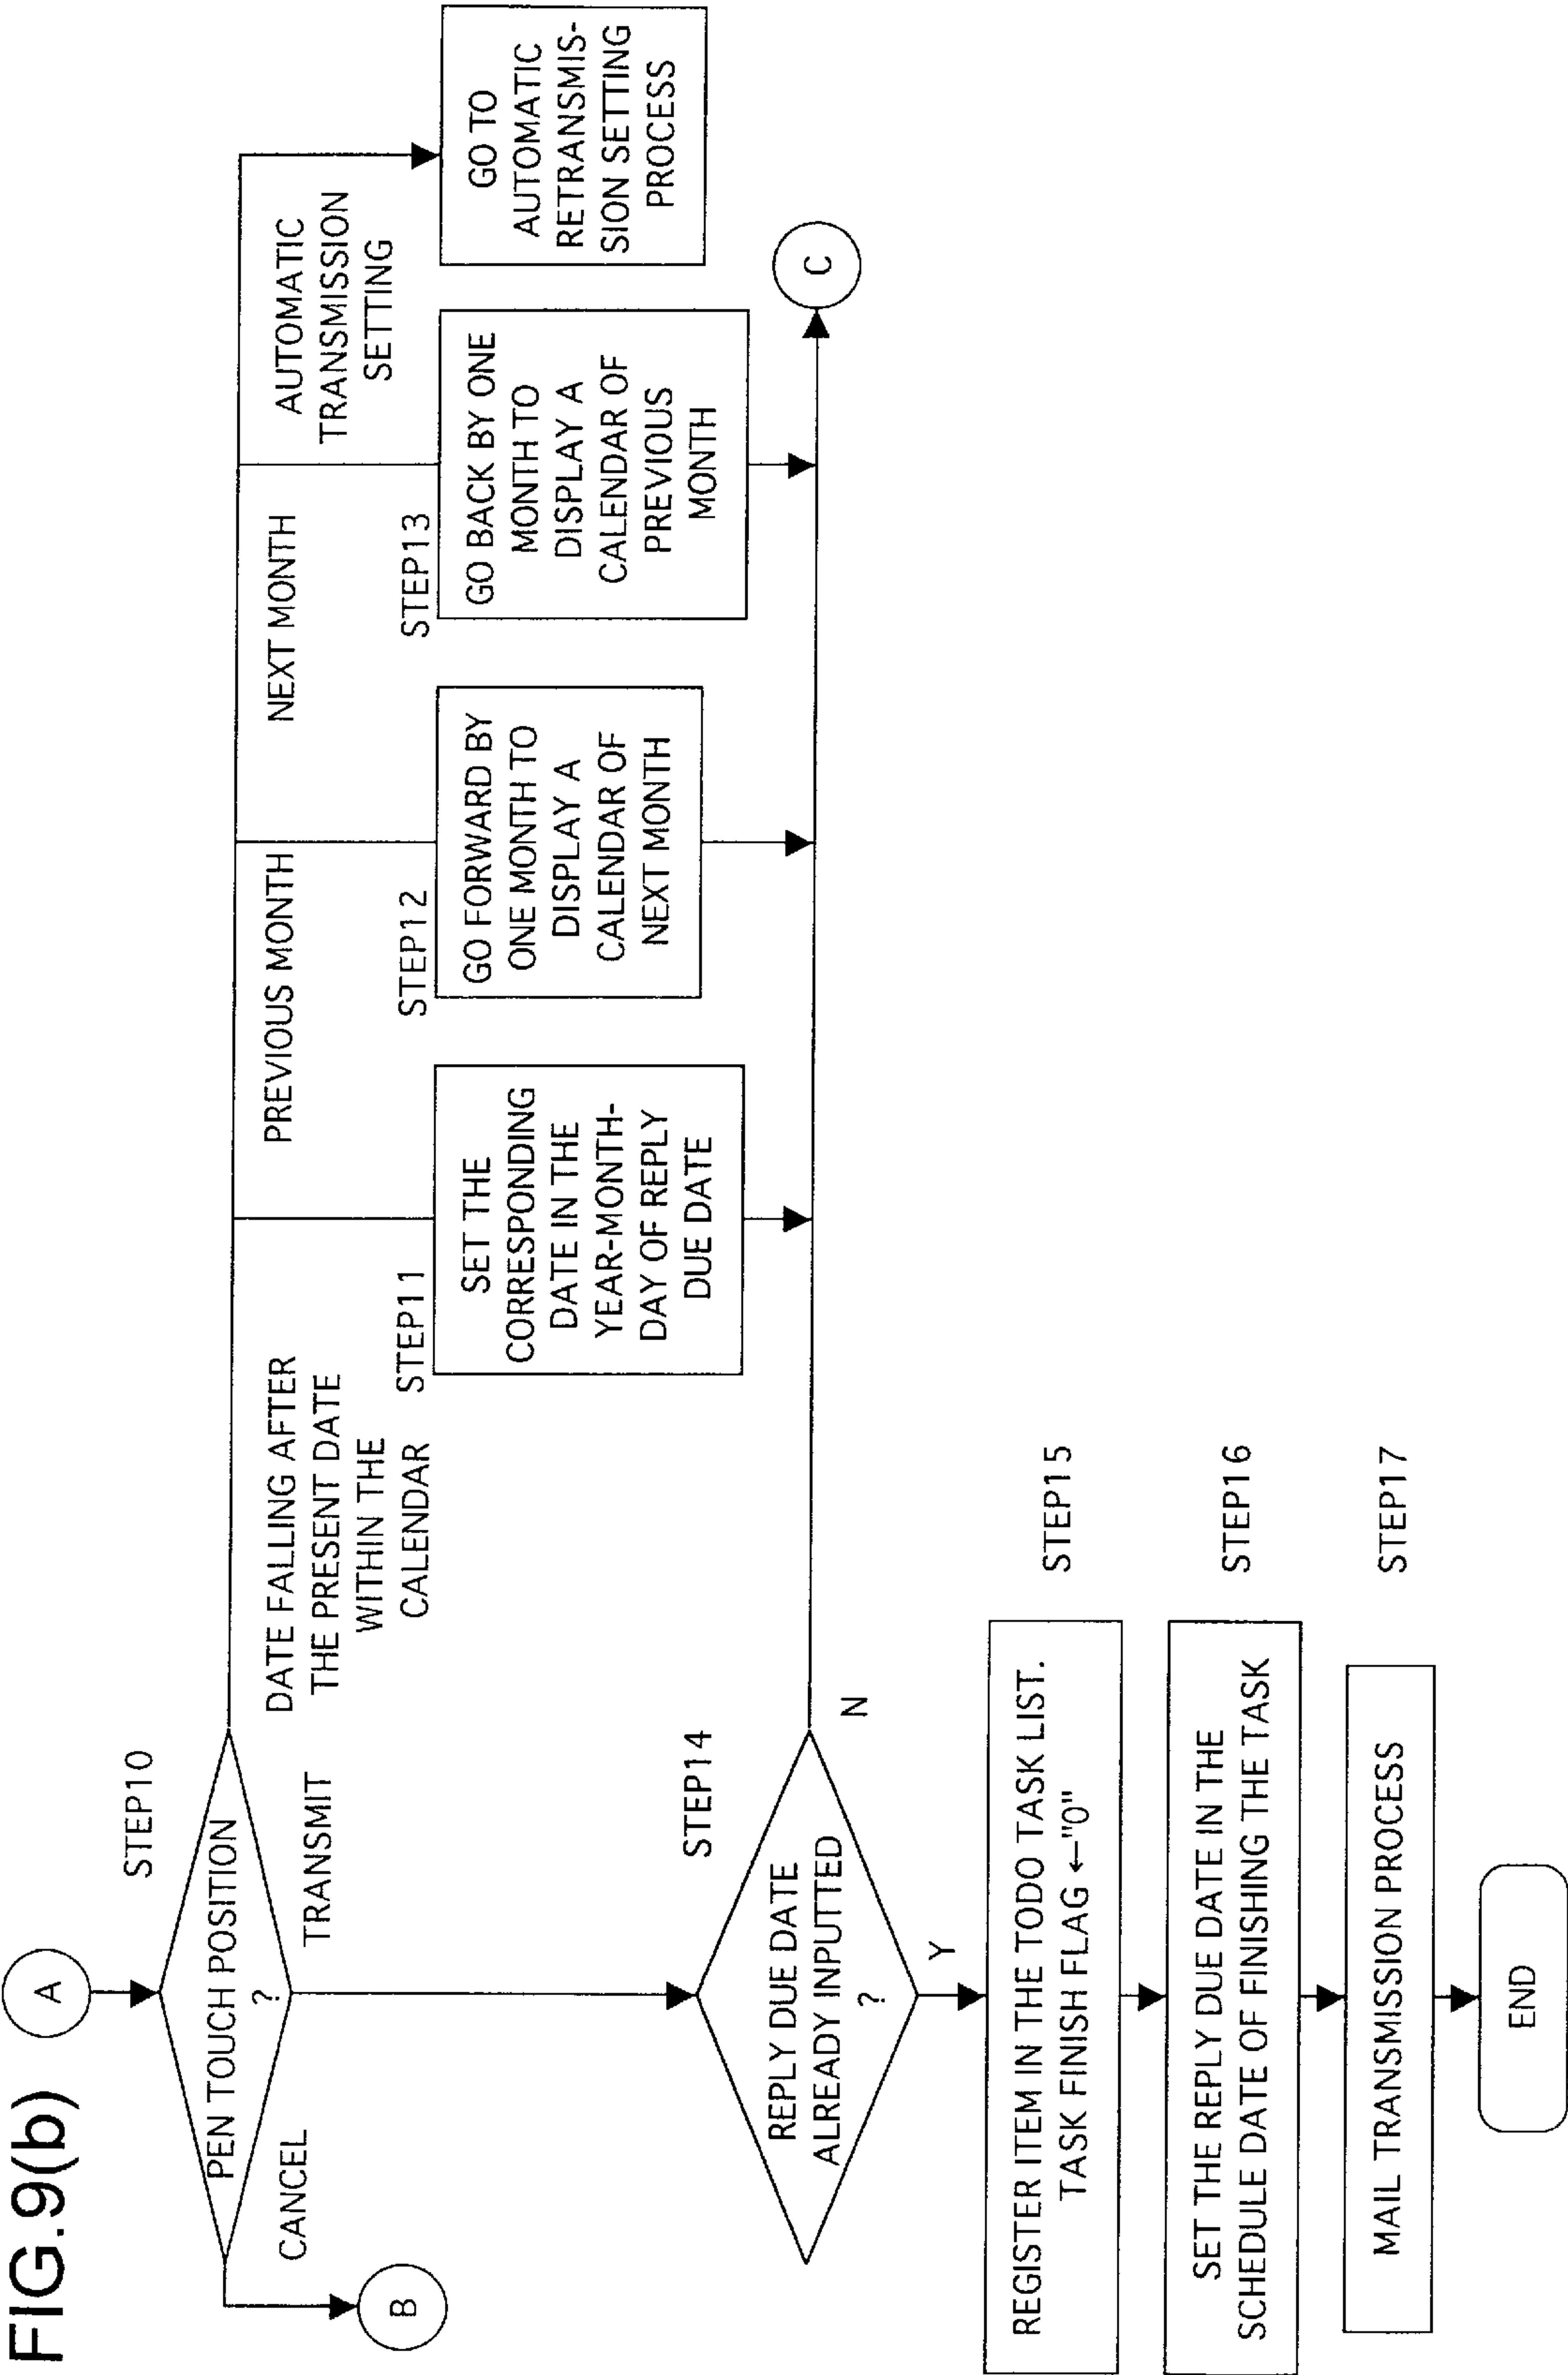 FIG.9(b)
A
STEP10
PEN TOUCH POSITION
?
CANCEL
TRANSMIT
B
DATE FALLING AFTER
THE PRESENT DATE
WITHIN THE
CALENDAR
PREVIOUS MONTH
NEXT MONTH
AUTOMATIC
TRANSMISSION
SETTING
STEP11
SET THE
CORRESPONDING
DATE IN THE
YEAR-MONTH-
DAY OF REPLY
DUE DATE
STEP12
GO FORWARD BY
ONE MONTH TO
DISPLAY A
CALENDAR OF
NEXT MONTH
STEP13
GO BACK BY ONE
MONTH TO
DISPLAY A
CALENDAR OF
PREVIOUS
MONTH
GO TO
AUTOMATIC
RETRANSMIS-
SION SETTING
PROCESS
STEP14
REPLY DUE DATE
ALREADY INPUTTED
?
N
C
Y
REGISTER ITEM IN THE TODO TASK LIST.
TASK FINISH FLAG ←"0"
STEP15
SET THE REPLY DUE DATE IN THE
SCHEDULE DATE OF FINISHING THE TASK
STEP16
MAIL TRANSMISSION PROCESS
STEP17
END